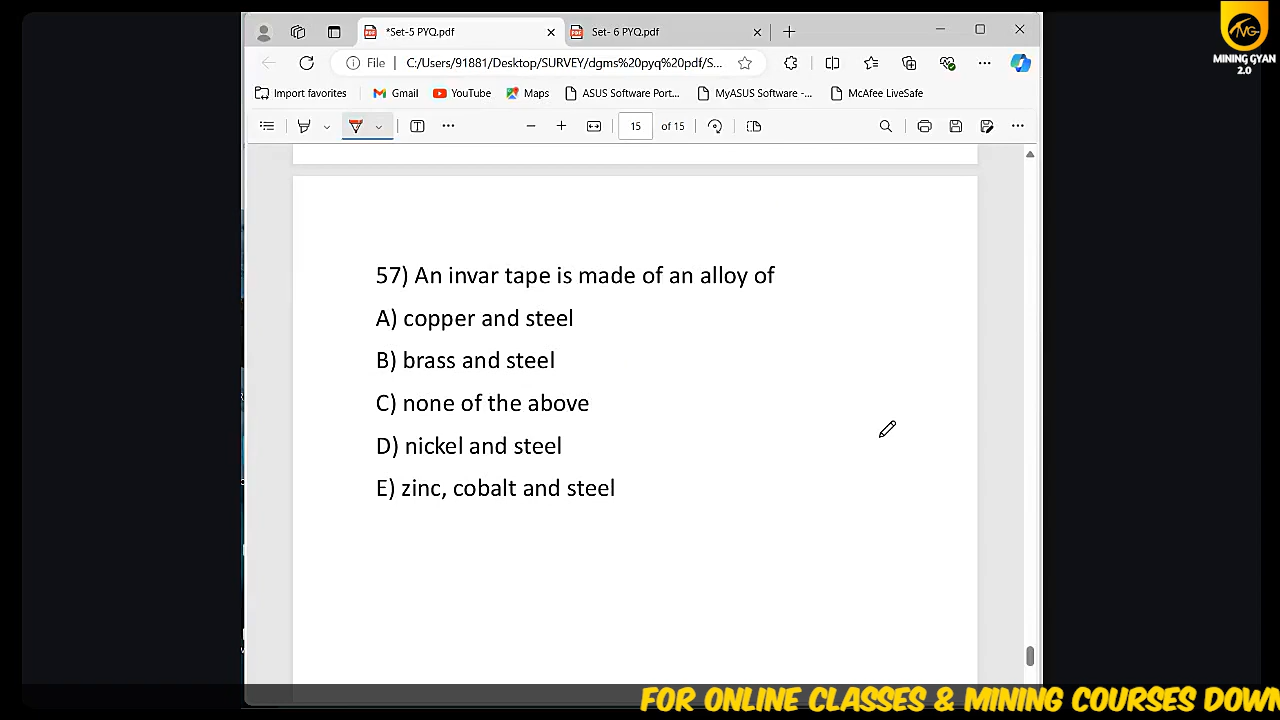 *Set-5 PYQ.pdf
Set- 6 PYQ.pdf
File
C:/Users/91881/Desktop/SURVEY/dgms%20pyq%20pdf/S...
Import favorites
Gmail
YouTube
Maps
ASUS Software Port...
MyASUS Software -...
McAfee LiveSafe
15
of 15
MINING GYAN
2.0
57) An invar tape is made of an alloy of
A) copper and steel
B) brass and steel
C) none of the above
D) nickel and steel
E) zinc, cobalt and steel
FOR ONLINE CLASSES & MINING COURSES DOWN